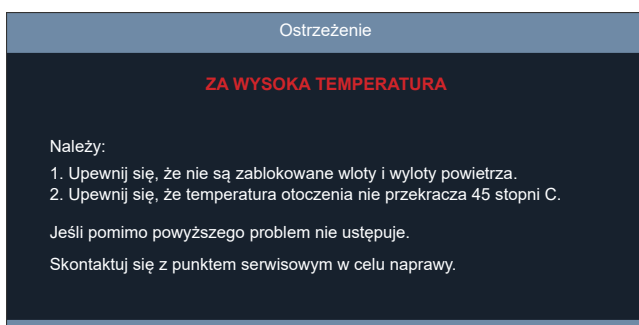 Ostrzeżenie
ZA WYSOKA TEMPERATURA
Należy:
1. Upewnij się, że nie są zablokowane wloty i wyloty powietrza.
2. Upewnij się, że temperatura otoczenia nie przekracza 45 stopni C.
Jeśli pomimo powyższego problem nie ustępuje.
Skontaktuj się z punktem serwisowym w celu naprawy.